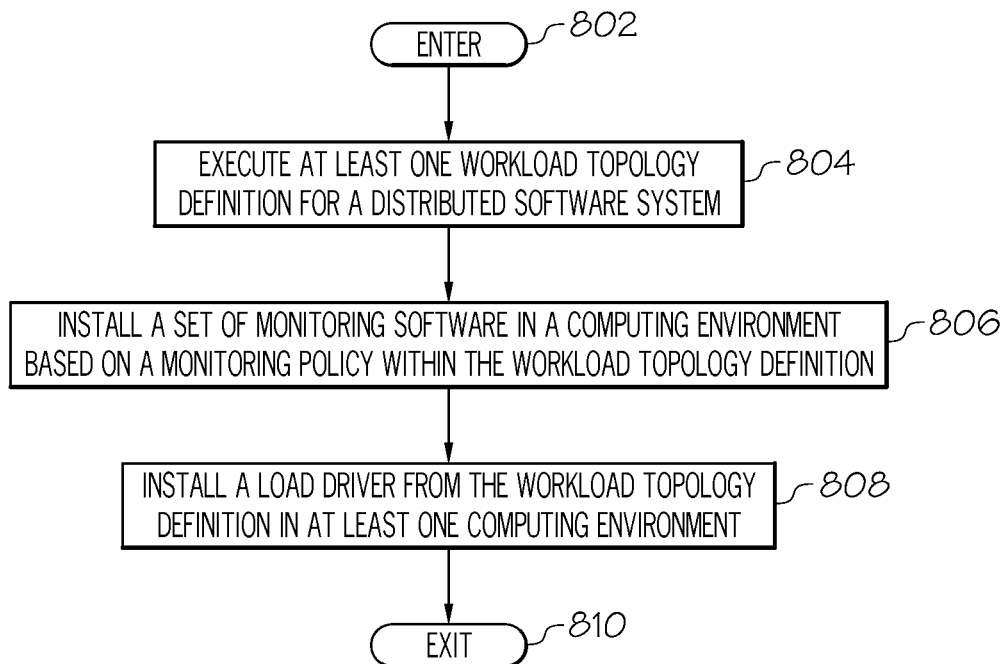 ENTER
802
EXECUTE AT LEAST ONE WORKLOAD TOPOLOGY
DEFINITION FOR A DISTRIBUTED SOFTWARE SYSTEM
804
INSTALL A SET OF MONITORING SOFTWARE IN A COMPUTING ENVIRONMENT
BASED ON A MONITORING POLICY WITHIN THE WORKLOAD TOPOLOGY DEFINITION
806
INSTALL A LOAD DRIVER FROM THE WORKLOAD TOPOLOGY
DEFINITION IN AT LEAST ONE COMPUTING ENVIRONMENT
808
EXIT
810